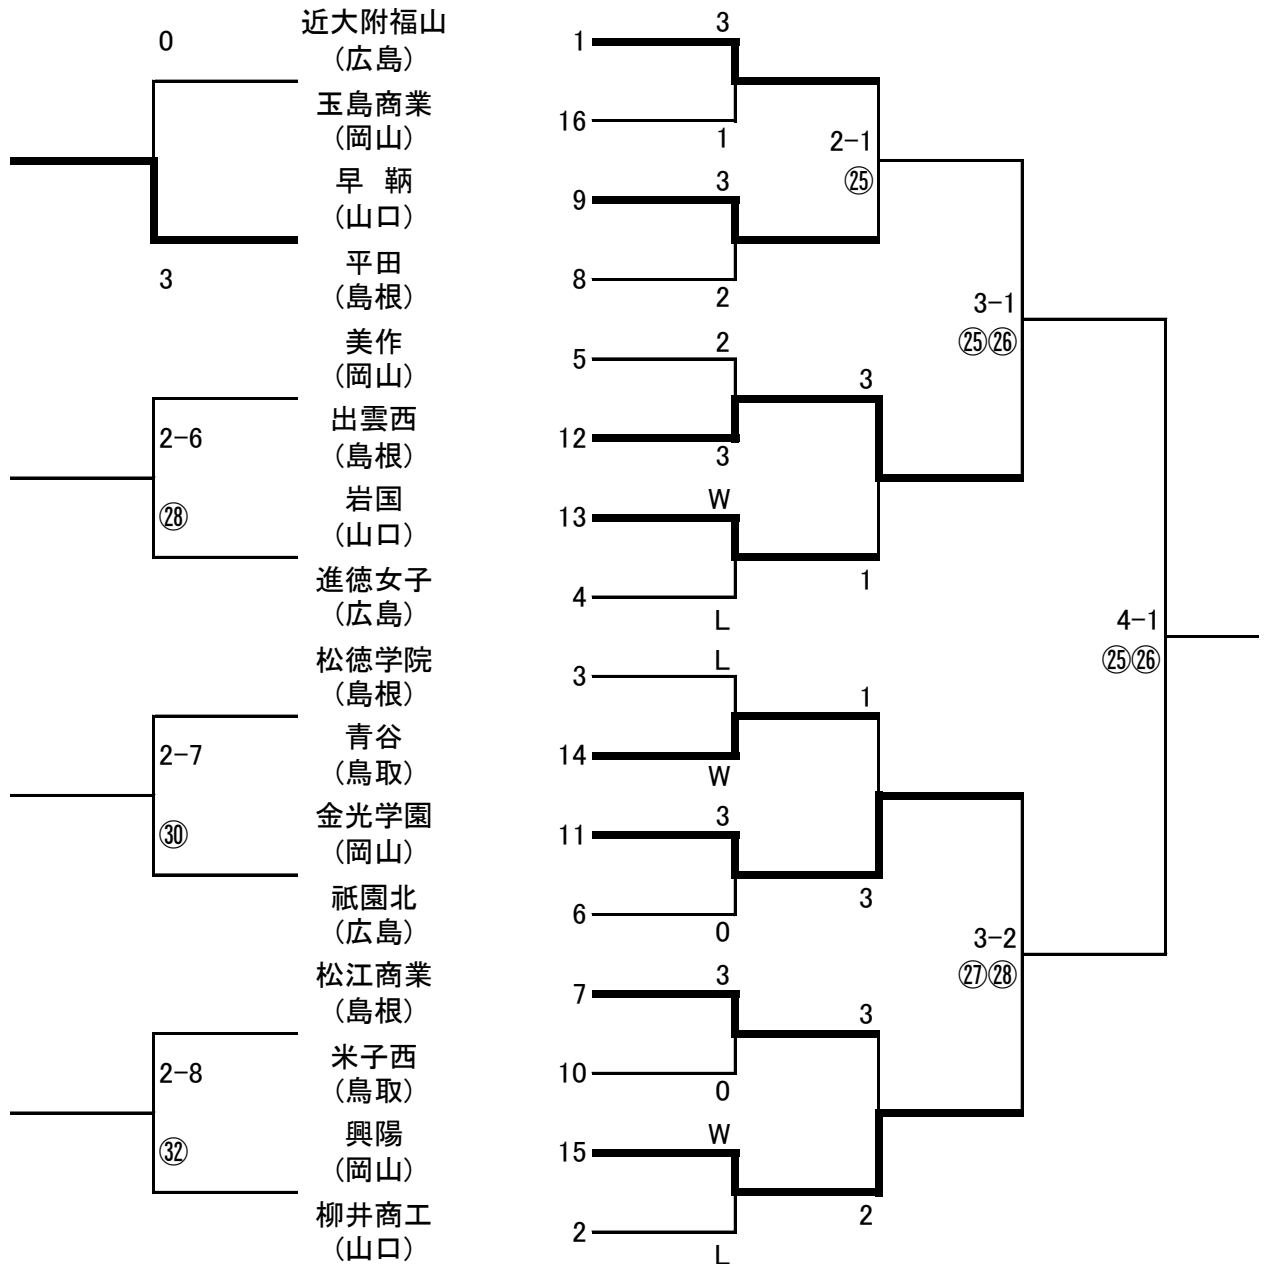 近大附福山
(広島)
玉島商業
(岡山)
早 鞆
(山口)
平田
(島根)
美作
(岡山)
出雲西
(島根)
岩国
(山口)
進徳女子
(広島)
松徳学院
(島根)
青谷
(鳥取)
金光学園
(岡山)
祇園北
(広島)
松江商業
(島根)
米子西
(鳥取)
興陽
(岡山)
柳井商工
(山口)
0
3
2-6
㉘
2-7
㉚
2-8
㉜
1
16
9
8
5
12
13
4
3
14
11
6
7
10
15
2
3
1
3
2
2
3
W
L
L
W
3
0
3
0
W
L
2-1
㉕
3
1
1
3
3
2
3-1
㉕㉖
3-2
㉗㉘
4-1
㉕㉖